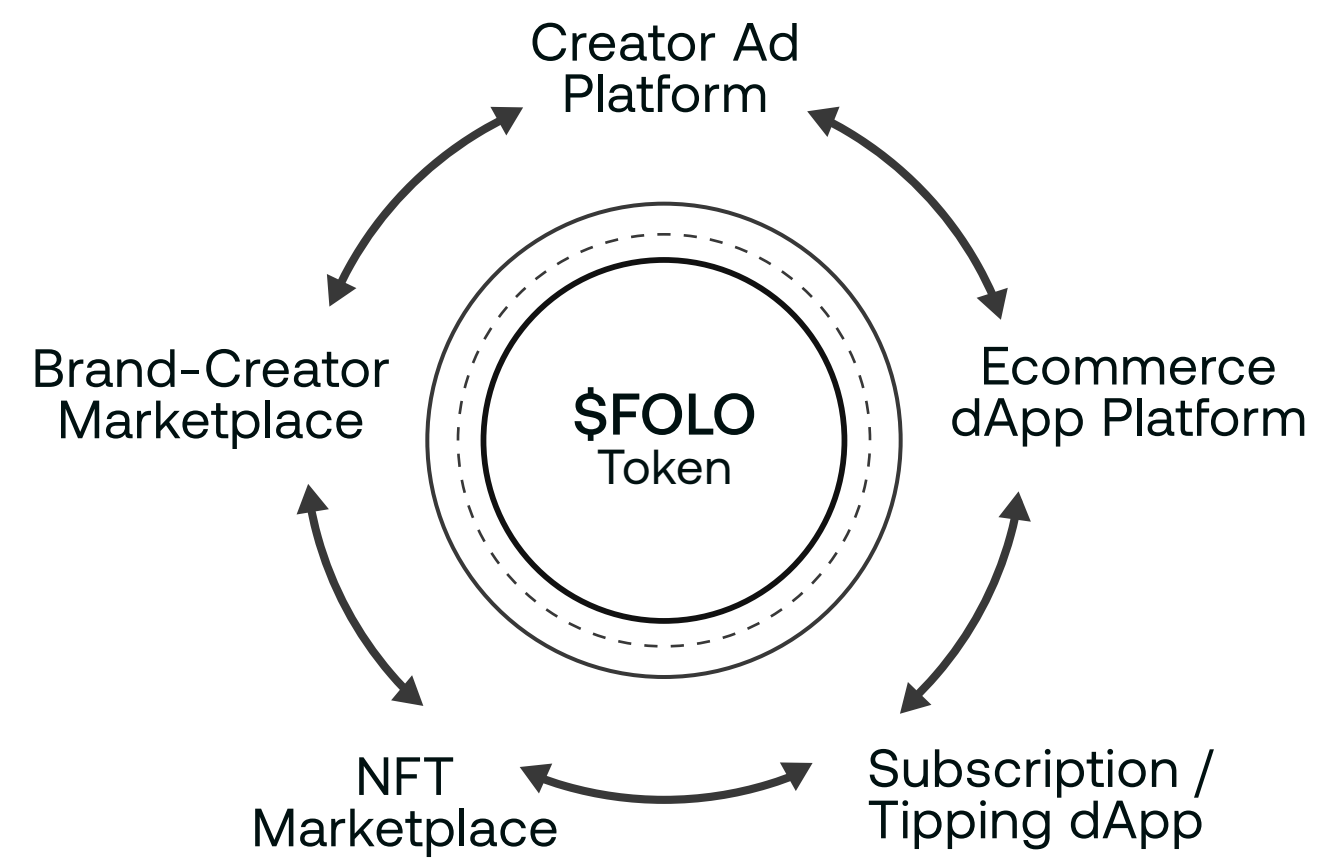 Creator Ad
Platform
Brand-Creator
Marketplace
$FOLO
Token
Ecommerce
dApp Platform
NFT
Marketplace
Subscription /
Tipping dApp